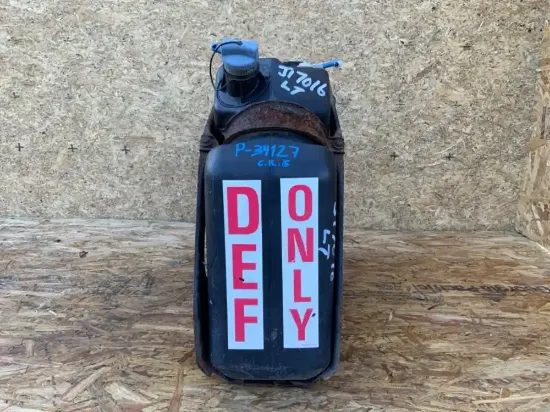 J17016
LT
P-34127
C.R.E
DEF
ONLY